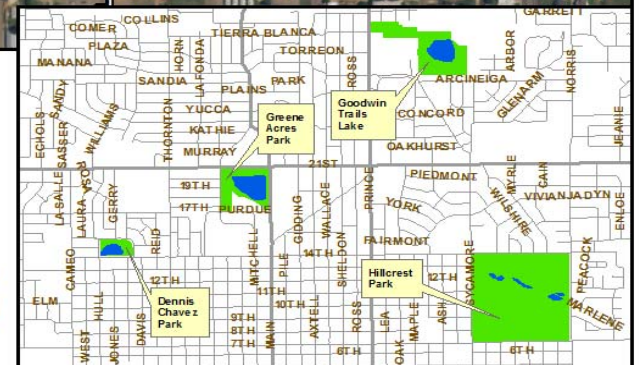 GARRETT
COLLINS
COMER
TIERRA BLANCA
PLAZA
HORN
LA FONDA
TORREON
ARBOR
MANANA
ROSS
NORRIS
SANDIA
PARK
ARCINEIGA
PLAINS
SANDY
GLENARM
YUCCA
Goodwin
Trails
Lake
Greene
Acres
Park
CONCORD
WILLIAMS
THORNTON
ECHOLS
SASSER
KATHIE
JEANIE
MURRAY
OAKHURST
21ST
ROSA
LA SALLE
LAURA
GERRY
19TH
PRINCE
PIEDMONT
MYRLE
CAIN
17TH
PURDUE
GIDDING
WALLACE
YORK
WILSHIRE
VIVIAN
JADYN
ENLOE
REID
MITCHELL
PILE
14TH
SHELDON
FAIRMONT
SYCAMORE
PEACOCK
CAMEO
12TH
Hillcrest
Park
12TH
11TH
ELM
HULL
Dennis
Chavez
Park
10TH
MARLENE
DAVIS
9TH
8TH
7TH
MAIN
AXTELL
ROSS
LEA
MAPLE
ASH
WEST
JONES
6TH
OAK
6TH